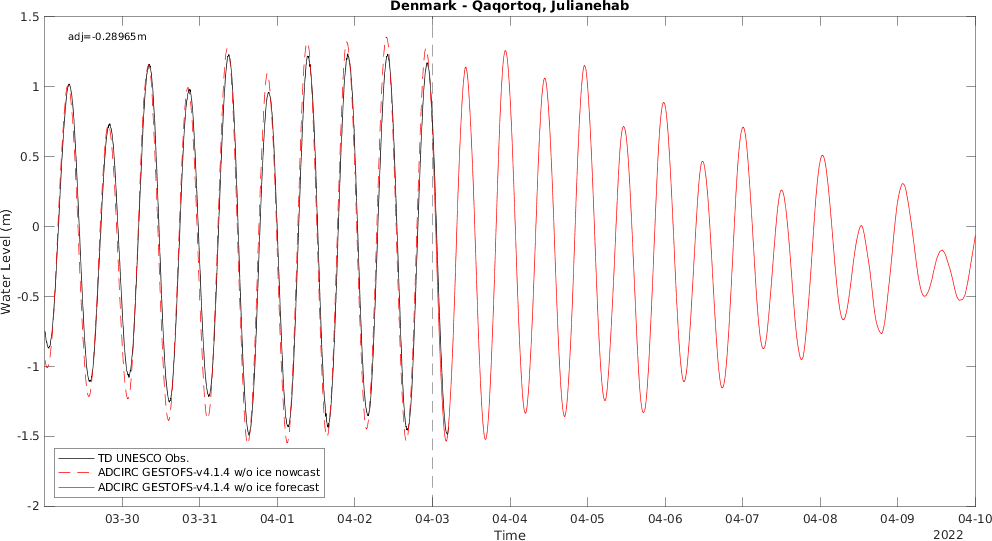 Denmark - Qaqortoq, Julianehab
adj=-0.28965m
1.5
1
0.5
0
-0.5
-1
-1.5
-2
Water Level (m)
TD UNESCO Obs.
ADCIRC GESTOFS-v4.1.4 w/o ice nowcast
ADCIRC GESTOFS-v4.1.4 w/o ice forecast
03-30 03-31 04-01 04-02 04-03 04-04 04-05 04-06 04-07 04-08 04-09 04-10
Time
2022